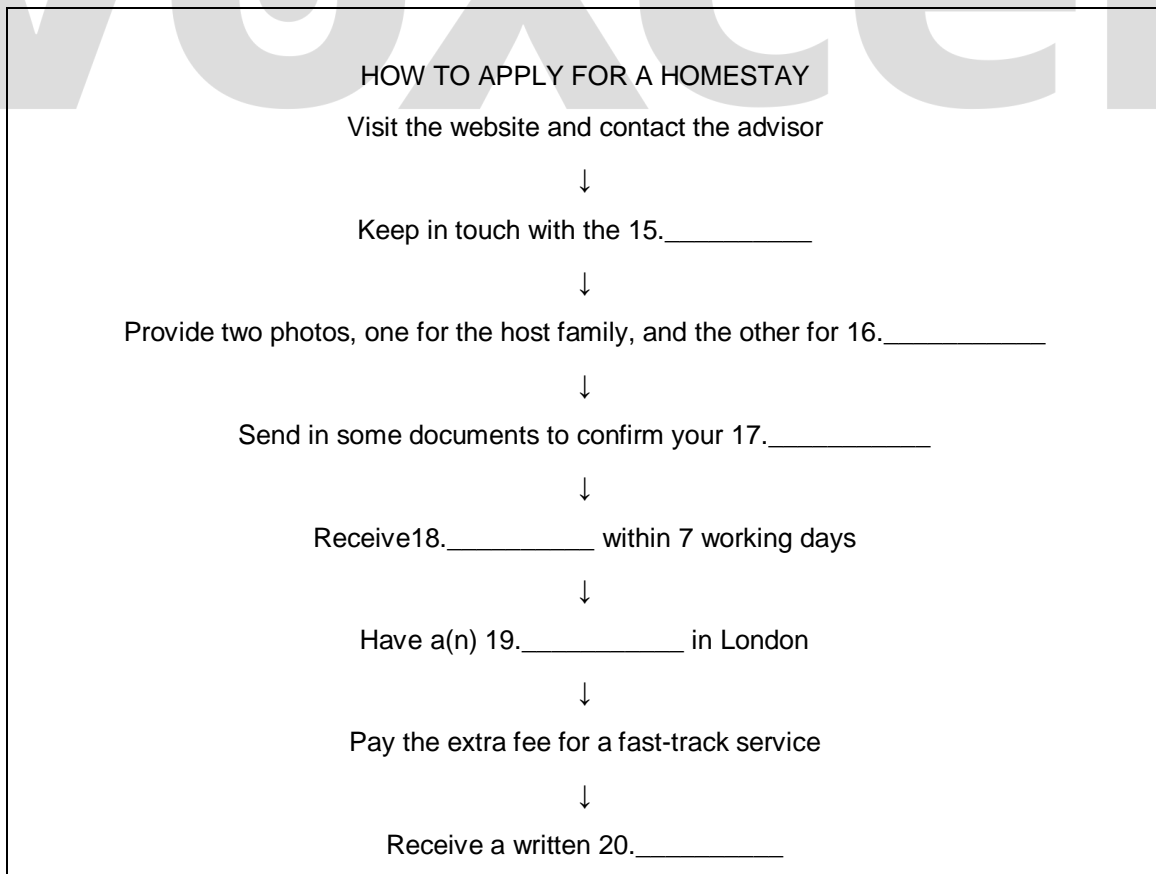 HOW TO APPLY FOR A HOMESTAY
Visit the website and contact the advisor
↓
Keep in touch with the 15.__________
↓
Provide two photos, one for the host family, and the other for 16.___________
↓
Send in some documents to confirm your 17.___________
↓
Receive18.__________ within 7 working days
↓
Have a(n) 19.___________ in London
↓
Pay the extra fee for a fast-track service
↓
Receive a written 20.__________